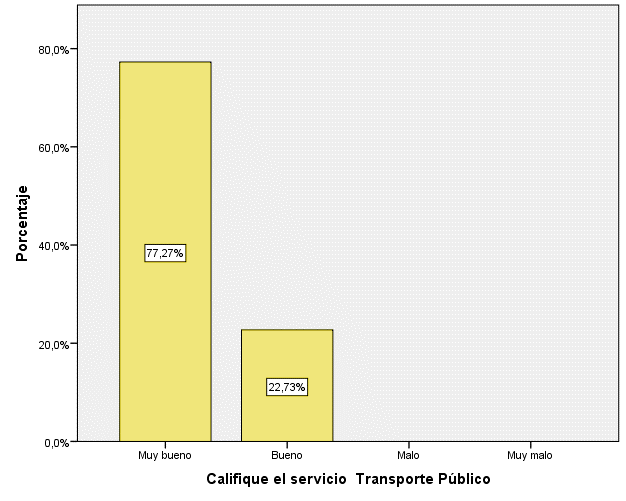 80,0%
60,0%
40,0%
20,0%
0,0%
Porcentaje
77,27%
22,73%
Muy bueno
Bueno
Malo
Muy malo
Califique el servicio  Transporte Público